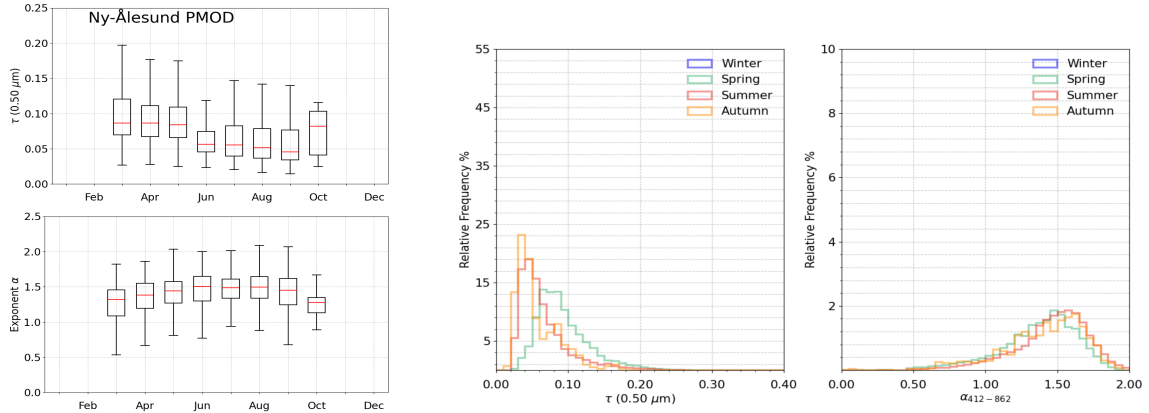 Ny-Ålesund PMOD
0.25
0.20
0.15
0.10
0.05
0.00
τ (0.50 μm)
Feb Apr Jun Aug Oct Dec
2.5
2.0
1.5
1.0
0.5
0.0
Exponent α
Feb Apr Jun Aug Oct Dec
55
45
35
25
15
5
Relative Frequency %
Winter
Spring
Summer
Autumn
0.00 0.10 0.20 0.30 0.40
τ (0.50 μm)
10
8
6
4
2
Relative Frequency %
Winter
Spring
Summer
Autumn
0.00 0.50 1.00 1.50 2.00
α412−862